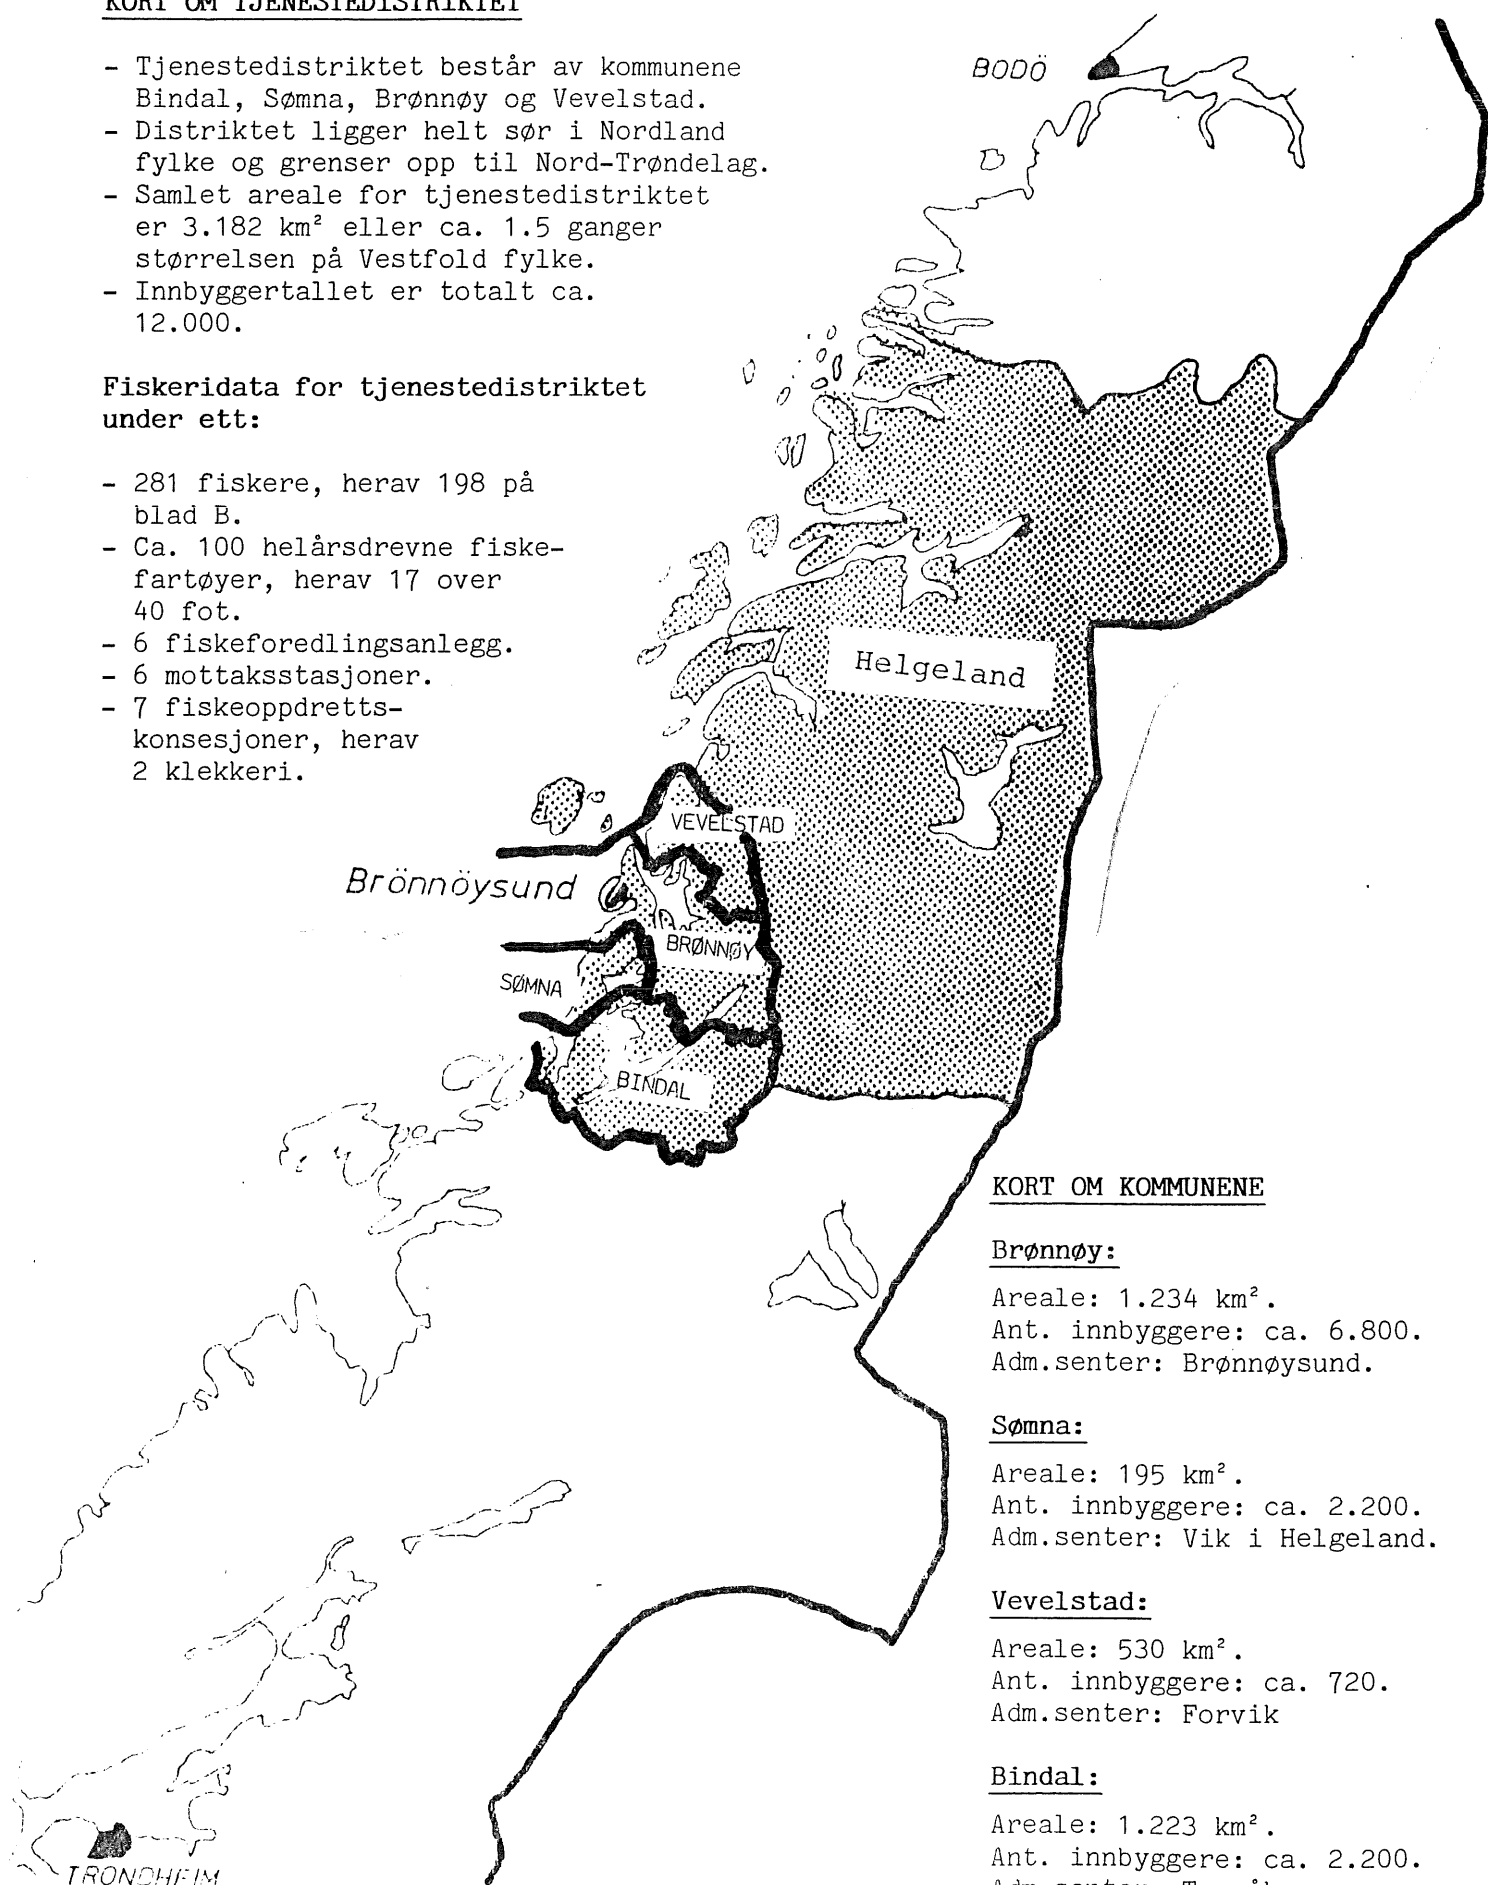 KORT OM TJENESTEDISTRIKTET
- Tjenestedistriktet består av kommunene
Bindal, Sømna, Brønnøy og Vevelstad.
- Distriktet ligger helt sør i Nordland
fylke og grenser opp til Nord-Trøndelag.
- Samlet areale for tjenestedistriktet
er 3.182 km² eller ca. 1.5 ganger
størrelsen på Vestfold fylke.
- Innbyggertallet er totalt ca.
12.000.
Fiskeridata for tjenestedistriktet
under ett:
- 281 fiskere, herav 198 på
blad B.
- Ca. 100 helårsdrevne fiske-
fartøyer, herav 17 over
40 fot.
- 6 fiskeforedlingsanlegg.
- 6 mottaksstasjoner.
- 7 fiskeoppdretts-
konsesjoner, herav
2 klekkeri.
BODÖ
Helgeland
VEVELSTAD
Brönnöysund
BRØNNØY
SØMNA
BINDAL
TRONDHEIM
KORT OM KOMMUNENE
Brønnøy:
Areale: 1.234 km².
Ant. innbyggere: ca. 6.800.
Adm.senter: Brønnøysund.
Sømna:
Areale: 195 km².
Ant. innbyggere: ca. 2.200.
Adm.senter: Vik i Helgeland.
Vevelstad:
Areale: 530 km².
Ant. innbyggere: ca. 720.
Adm.senter: Forvik
Bindal:
Areale: 1.223 km².
Ant. innbyggere: ca. 2.200.
Adm.senter: